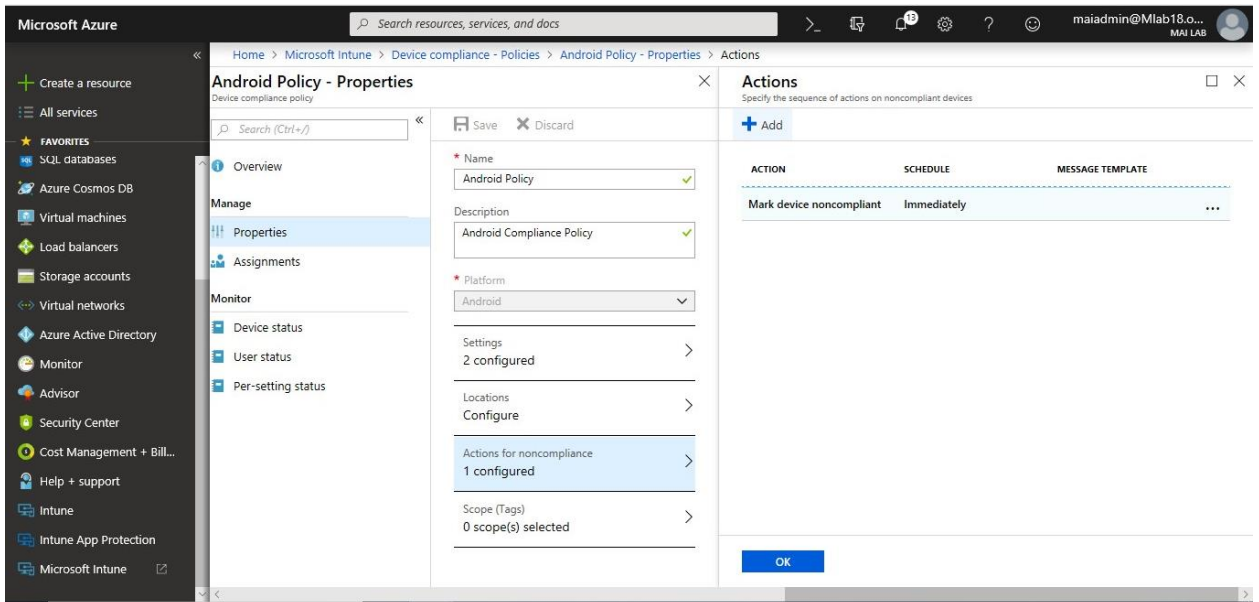 Microsoft Azure
Search resources, services, and docs
13
maiadmin@Mlab18.o...
MAI LAB
Home > Microsoft Intune > Device compliance - Policies > Android Policy - Properties > Actions
Create a resource
All services
FAVORITES
SQL databases
Azure Cosmos DB
Virtual machines
Load balancers
Storage accounts
Virtual networks
Azure Active Directory
Monitor
Advisor
Security Center
Cost Management + Bill...
Help + support
Intune
Intune App Protection
Microsoft Intune
Android Policy - Properties
Device compliance policy
Search (Ctrl+/)
Overview
Manage
Properties
Assignments
Monitor
Device status
User status
Per-setting status
Save Discard
* Name
Android Policy
Description
Android Compliance Policy
* Platform
Android
Settings
2 configured
Locations
Configure
Actions for noncompliance
1 configured
Scope (Tags)
0 scope(s) selected
Actions
Specify the sequence of actions on noncompliant devices
Add
ACTION SCHEDULE MESSAGE TEMPLATE
Mark device noncompliant Immediately ...
OK